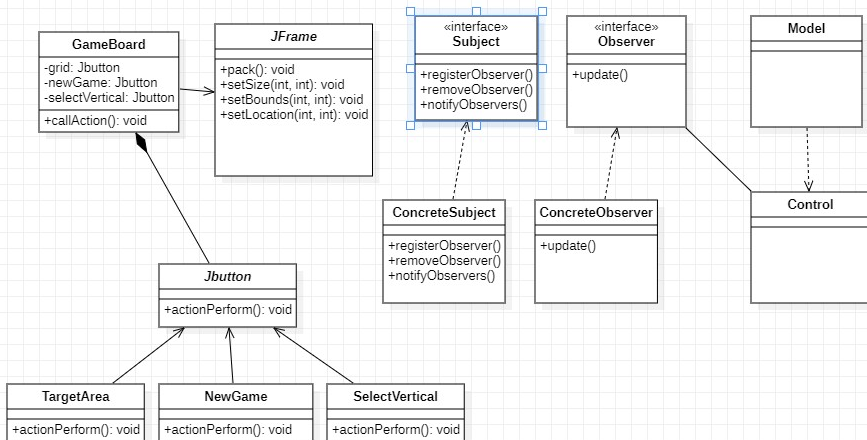 GameBoard
-grid: Jbutton
-newGame: Jbutton
-selectVertical: Jbutton
+callAction(): void
JFrame
+pack(): void
+setSize(int, int): void
+setBounds(int, int): void
+setLocation(int, int): void
«interface»
Subject
+registerObserver()
+removeObserver()
+notifyObservers()
«interface»
Observer
+update()
Model
ConcreteSubject
+registerObserver()
+removeObserver()
+notifyObservers()
ConcreteObserver
+update()
Control
Jbutton
+actionPerform(): void
TargetArea
+actionPerform(): void
NewGame
+actionPerform(): void
SelectVertical
+actionPerform(): void